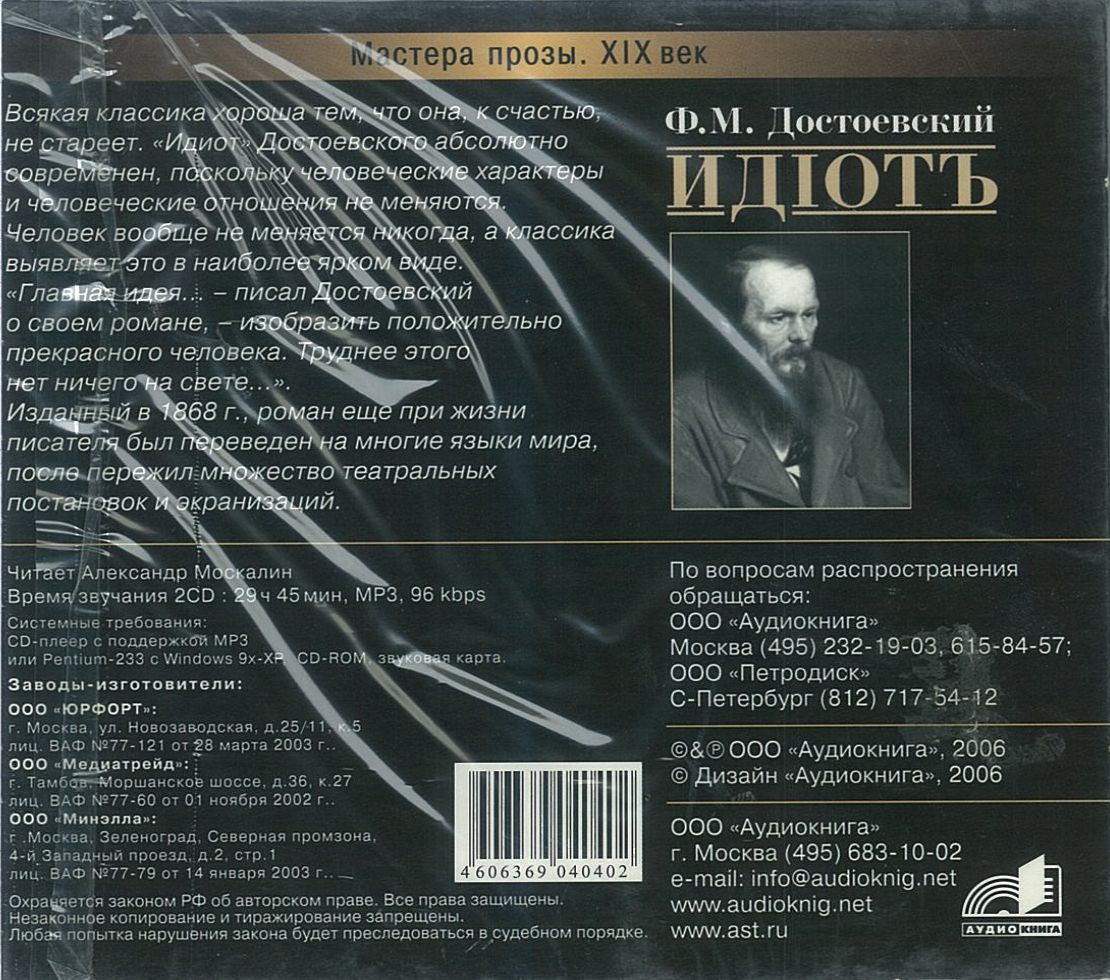 Мастера прозы. XIX век
Всякая классика хороша тем, что она, к счастью,
не стареет. «Идиот» Достоевского абсолютно
современен, поскольку человеческие характеры
и человеческие отношения не меняются.
Человек вообще не меняется никогда, а классика
выявляет это в наиболее ярком виде.
«Главная идея... – писал Достоевский
о своем романе, – изобразить положительно
прекрасного человека. Труднее этого
нет ничего на свете...».
Изданный в 1868 г., роман еще при жизни
писателя был переведен на многие языки мира,
после пережил множество театральных
постановок и экранизаций.
Ф.М. Достоевский
ИДІОТЪ
Читает Александр Москалин
Время звучания 2CD : 29 ч 45 мин, MP3, 96 kbps
Системные требования:
CD-плеер с поддержкой MP3
или Pentium-233 с Windows 9x-XP, CD-ROM, звуковая карта.
Заводы-изготовители:
ООО «ЮРФОРТ»:
г. Москва, ул. Новозаводская, д.25/11, к.5
лиц. ВАФ №77-121 от 28 марта 2003 г..
ООО «Медиатрейд»:
г. Тамбов, Моршанское шоссе, д.36, к.27
лиц. ВАФ №77-60 от 01 ноября 2002 г..
ООО «Минэлла»:
г .Москва, Зеленоград, Северная промзона,
4-й Западный проезд, д.2, стр.1
лиц. ВАФ №77-79 от 14 января 2003 г..
Охраняется законом РФ об авторском праве. Все права защищены.
Незаконное копирование и тиражирование запрещены.
Любая попытка нарушения закона будет преследоваться в судебном порядке.
4606369 040402
По вопросам распространения
обращаться:
ООО «Аудиокнига»
Москва (495) 232-19-03, 615-84-57;
ООО «Петродиск»
С-Петербург (812) 717-54-12
©&℗ ООО «Аудиокнига», 2006
© Дизайн «Аудиокнига», 2006
ООО «Аудиокнига»
г. Москва (495) 683-10-02
e-mail: info@audioknig.net
www.audioknig.net
www.ast.ru
АУДИОКНИГА